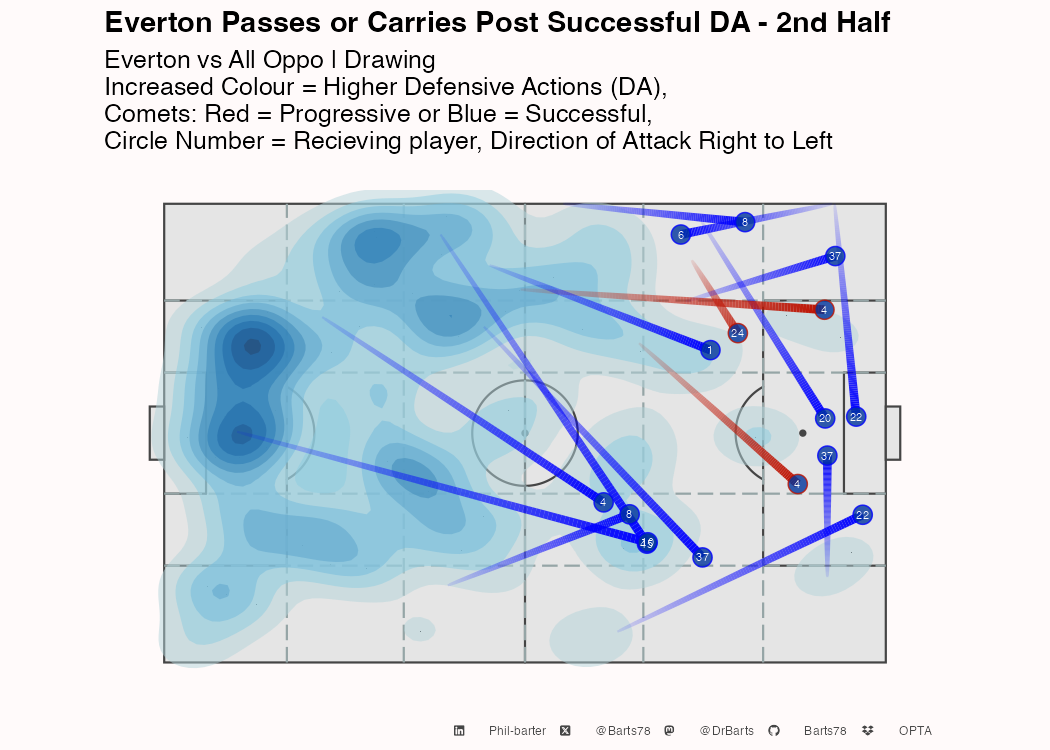 Everton Passes or Carries Post Successful DA - 2nd Half
Everton vs All Oppo | Drawing
Increased Colour = Higher Defensive Actions (DA),
Comets: Red = Progressive or Blue = Successful,
Circle Number = Recieving player, Direction of Attack Right to Left
8
6
37
4
24
1
20
22
37
4
4
8
22
37
Phil-barter @Barts78 @DrBarts Barts78 OPTA